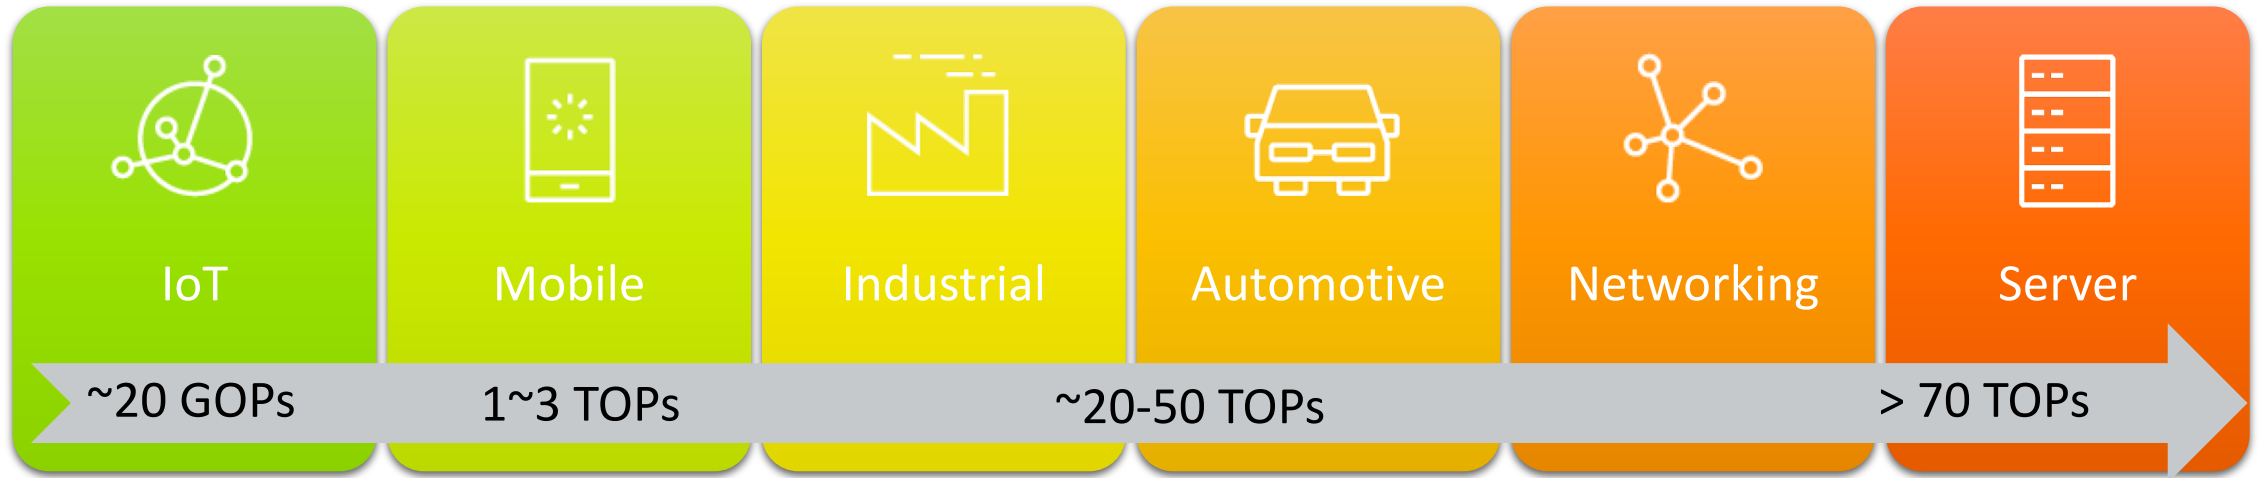 IoT
Mobile
Industrial
Automotive
Networking
Server
~20 GOPs
1~3 TOPs
~20-50 TOPs
> 70 TOPs